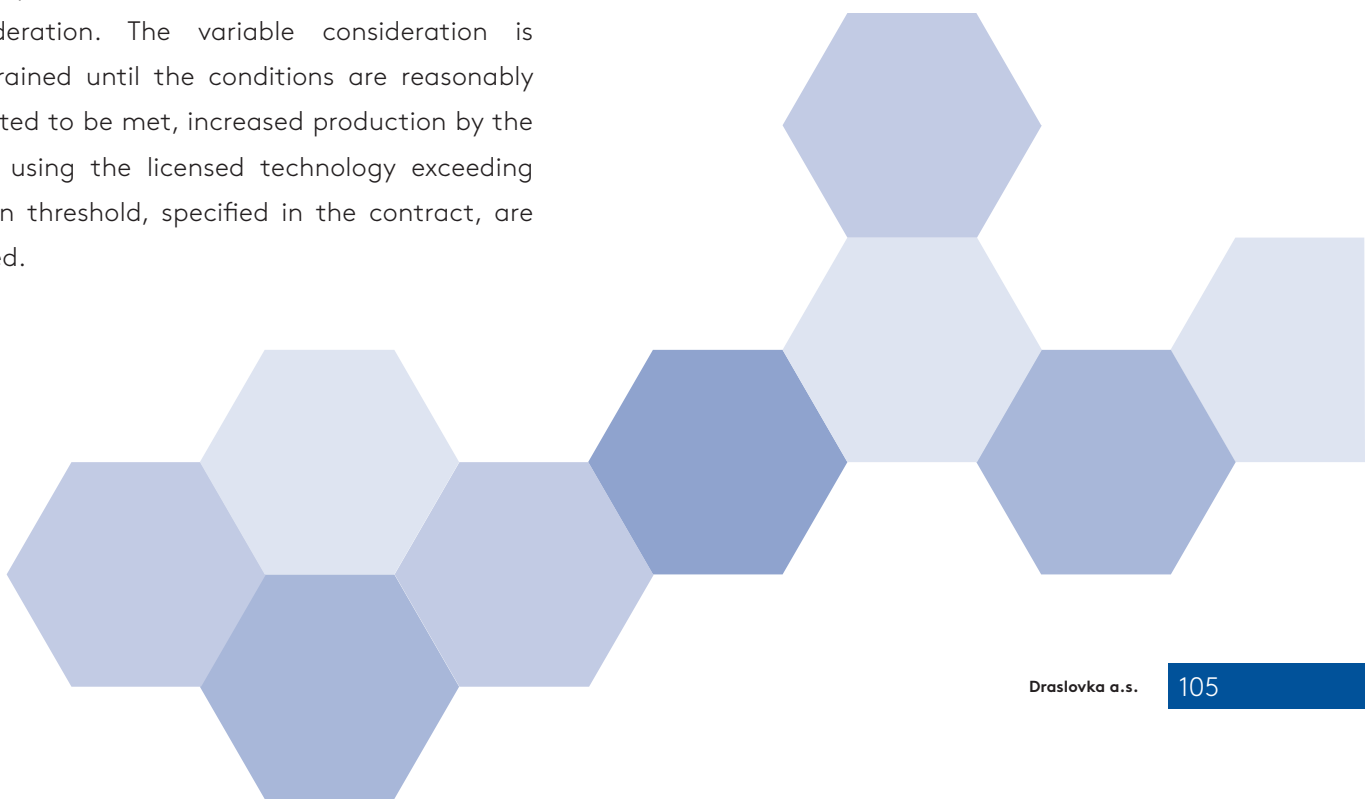 deration. The variable consideration is
rained until the conditions are reasonably
ted to be met, increased production by the
using the licensed technology exceeding
n threshold, specified in the contract, are
ed.
Draslovka a.s. 105